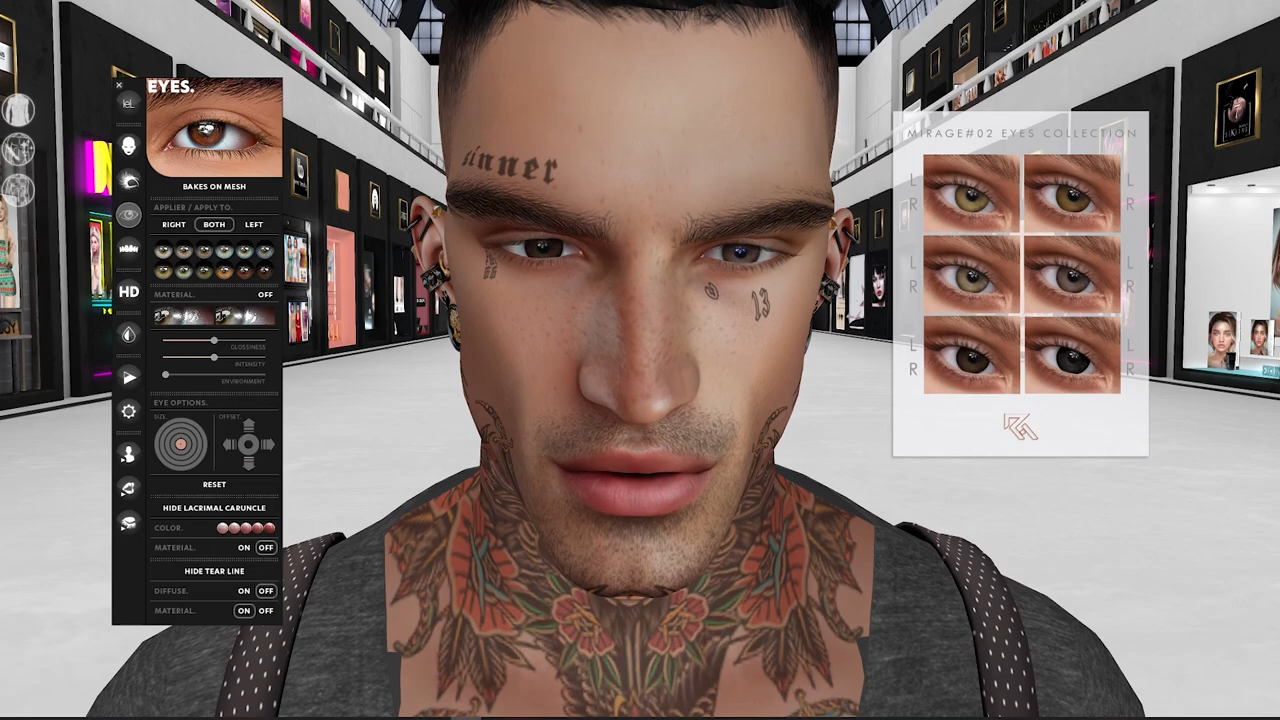 EYES.
leL
BAKES ON MESH
APPLIER / APPLY TO.
RIGHT BOTH LEFT
MATERIAL. OFF
HD
GLOSSINESS
INTENSITY
ENVIRONMENT
EYE OPTIONS.
SIZE. OFFSET.
RESET
HIDE LACRIMAL CARUNCLE
COLOR.
MATERIAL. ON OFF
HIDE TEAR LINE
DIFFUSE. ON OFF
MATERIAL. ON OFF
sinner
13
MIRAGE#02 EYES COLLECTION
L L
R R
L L
R R
L L
R R